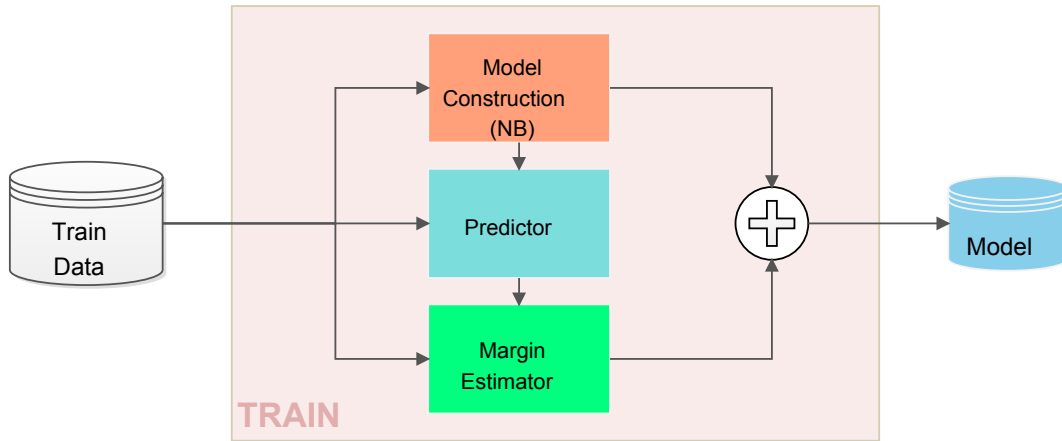 Train
Data
Model
Construction
(NB)
Predictor
Margin
Estimator
Model
TRAIN